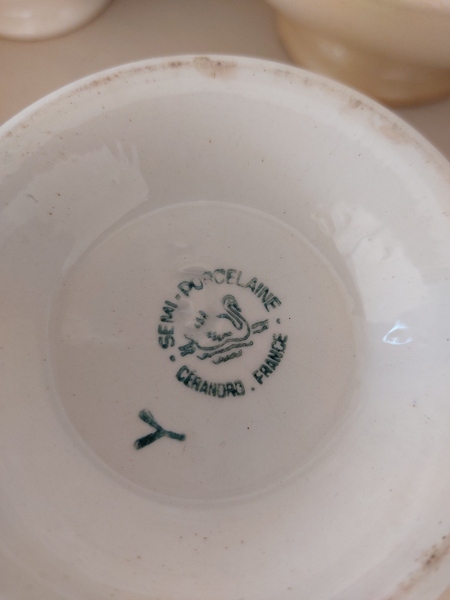 SEMI-PORCELAINE
CERANORD . FRANCE
Y